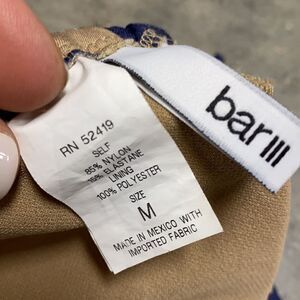 RN 52419
SELF
85% NYLON
15% ELASTANE
LINING
100% POLYESTER
SIZE
M
MADE IN MEXICO WITH
IMPORTED FABRIC
bar III